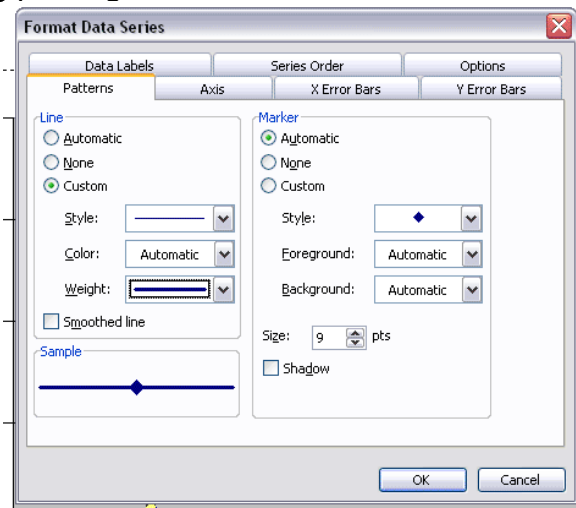 Format Data Series
Data Labels Series Order Options
Patterns Axis X Error Bars Y Error Bars
Line
Automatic
None
Custom
Style:
Color: Automatic
Weight:
Smoothed line
Sample
Marker
Automatic
None
Custom
Style:
Foreground: Automatic
Background: Automatic
Size: 9 pts
Shadow
OK Cancel